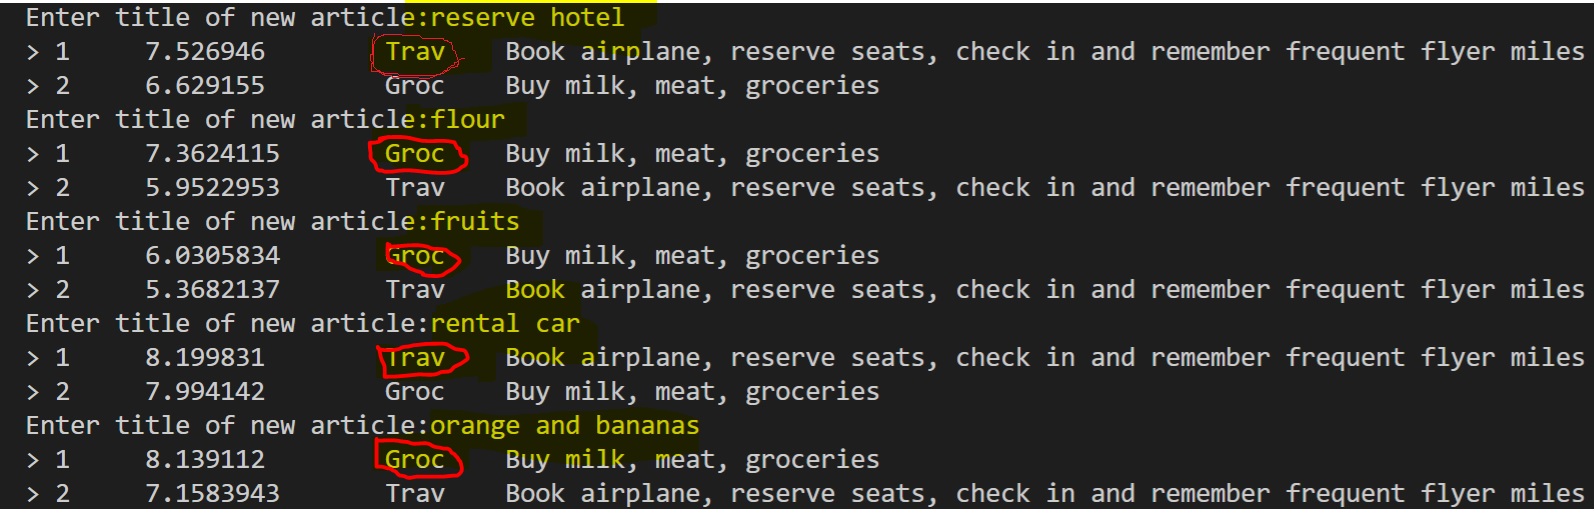 Enter title of new article:reserve hotel
> 1 7.526946 Trav Book airplane, reserve seats, check in and remember frequent flyer miles
> 2 6.629155 Groc Buy milk, meat, groceries
Enter title of new article:flour
> 1 7.3624115 Groc Buy milk, meat, groceries
> 2 5.9522953 Trav Book airplane, reserve seats, check in and remember frequent flyer miles
Enter title of new article:fruits
> 1 6.0305834 Groc Buy milk, meat, groceries
> 2 5.3682137 Trav Book airplane, reserve seats, check in and remember frequent flyer miles
Enter title of new article:rental car
> 1 8.199831 Trav Book airplane, reserve seats, check in and remember frequent flyer miles
> 2 7.994142 Groc Buy milk, meat, groceries
Enter title of new article:orange and bananas
> 1 8.139112 Groc Buy milk, meat, groceries
> 2 7.1583943 Trav Book airplane, reserve seats, check in and remember frequent flyer miles